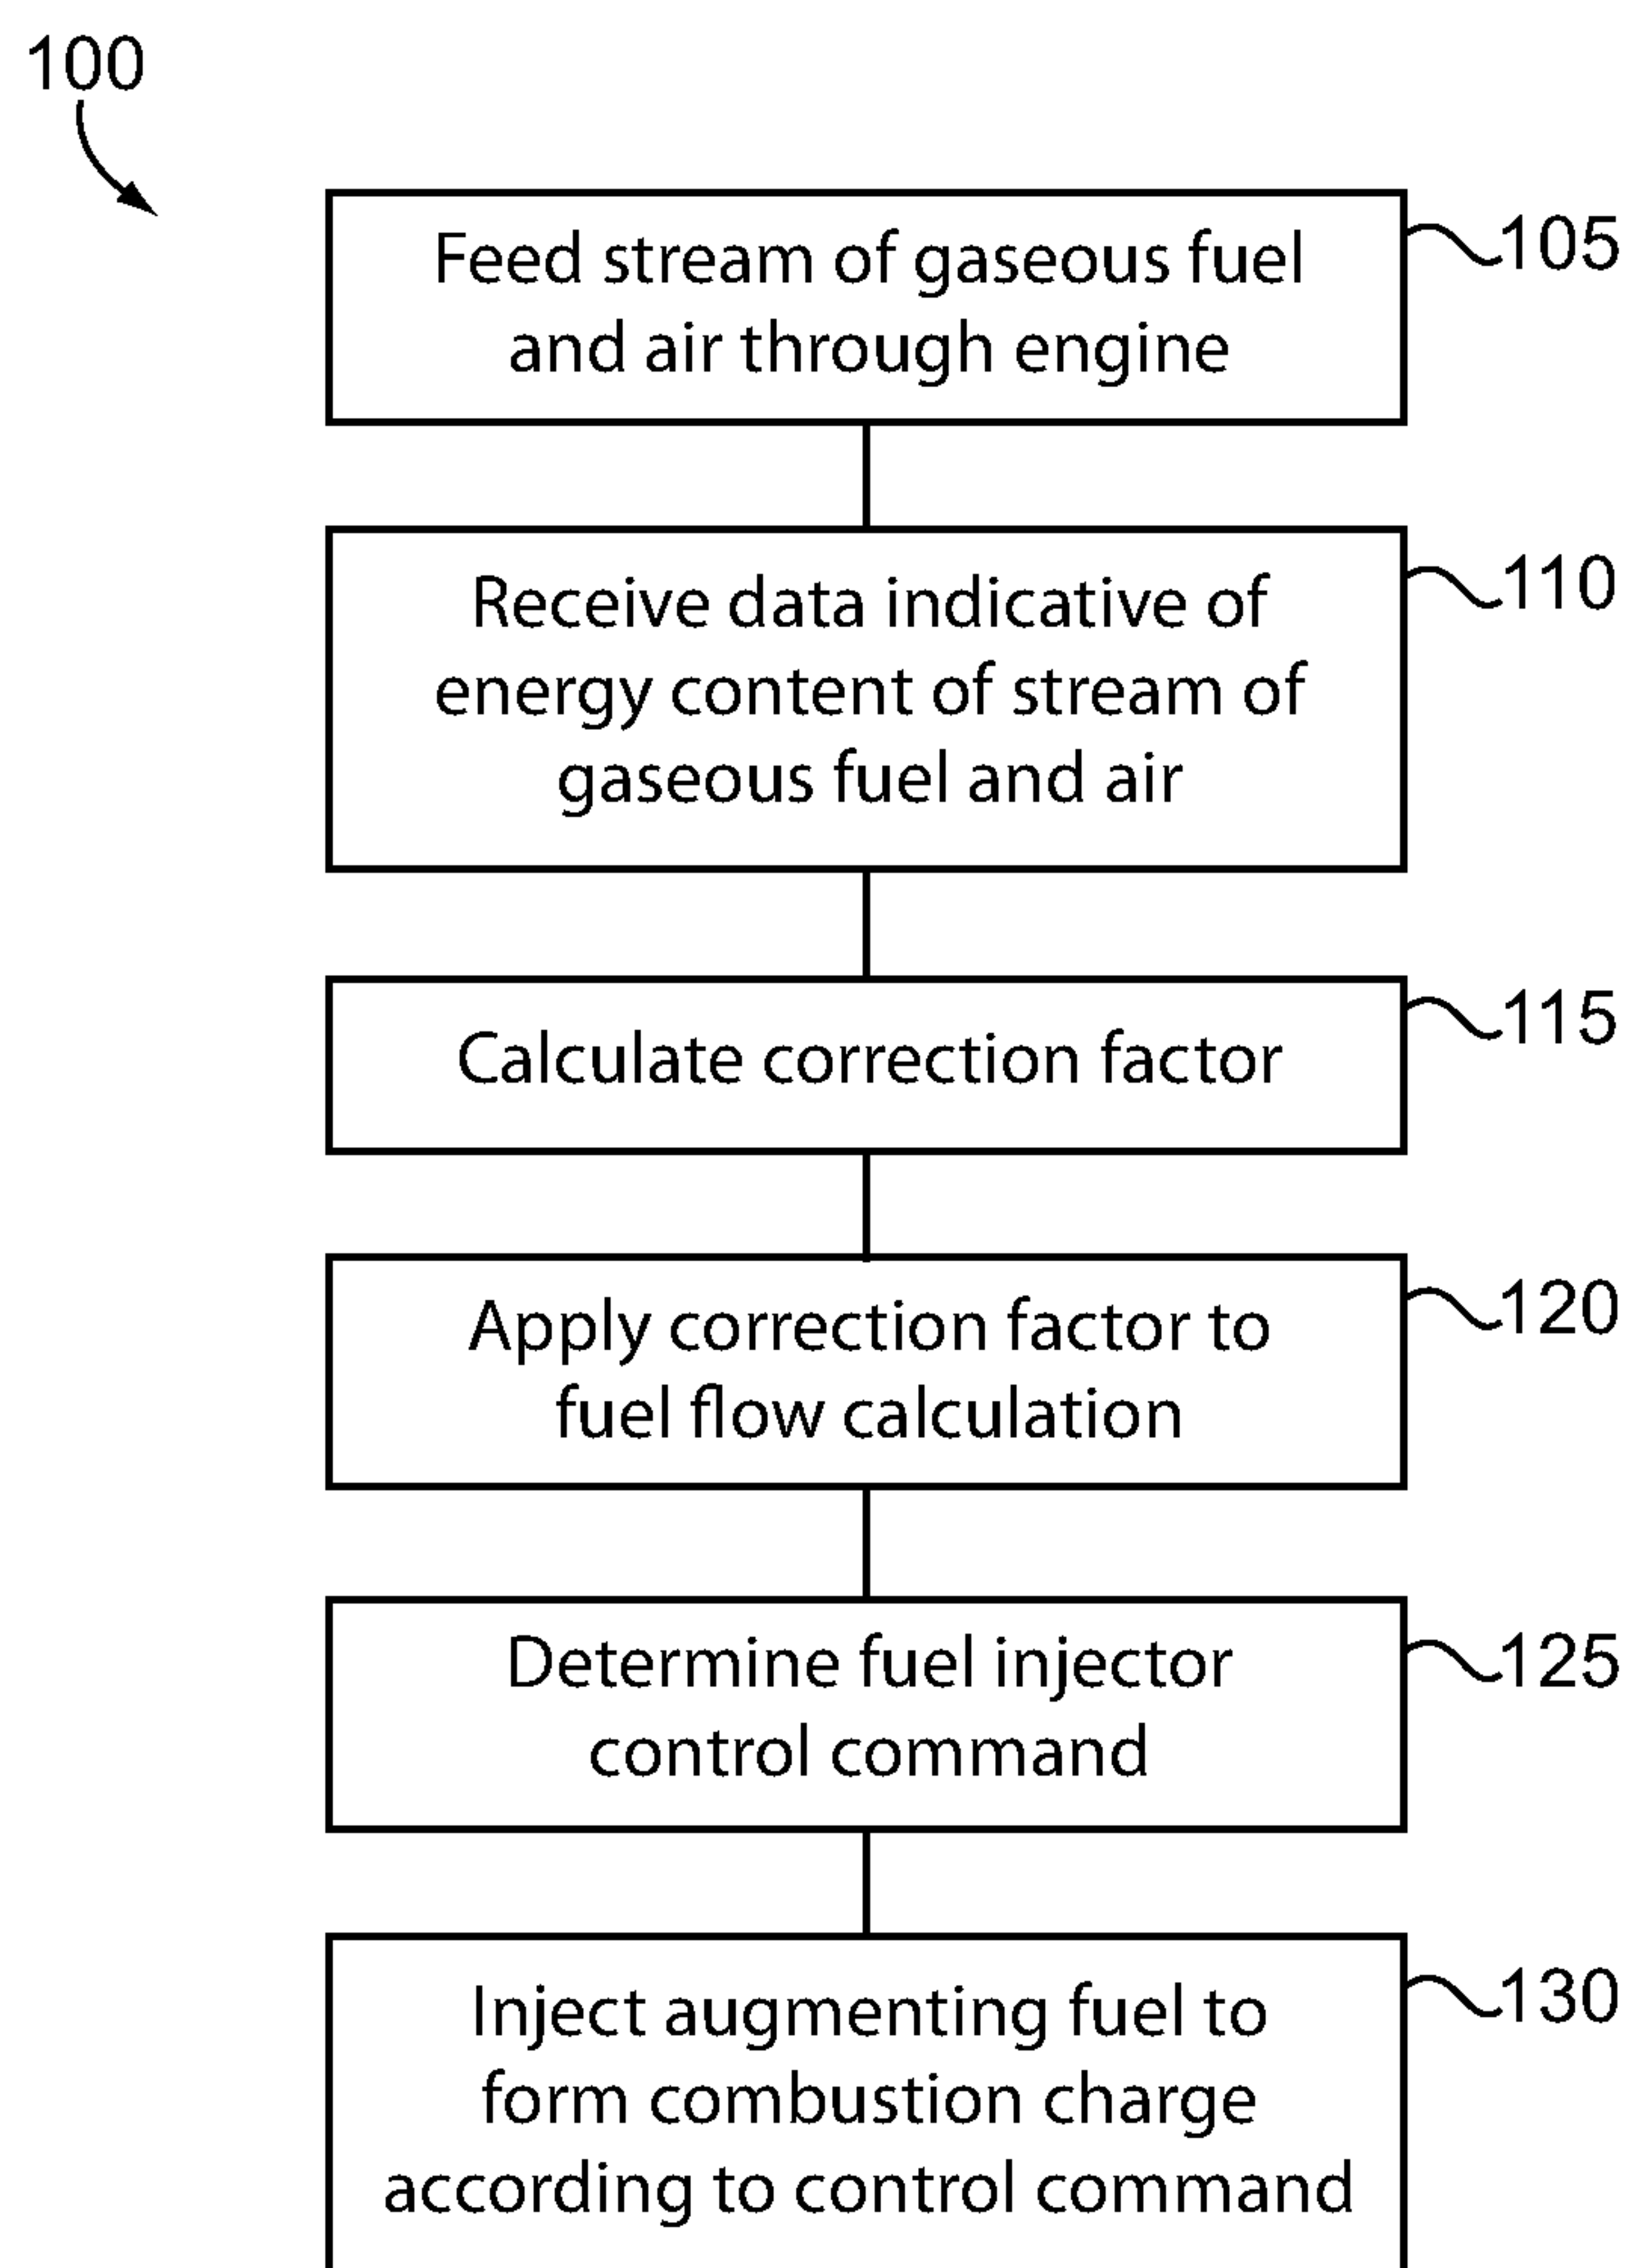 100
Feed stream of gaseous fuel
and air through engine
105
Receive data indicative of
energy content of stream of
gaseous fuel and air
110
Calculate correction factor
115
Apply correction factor to
fuel flow calculation
120
Determine fuel injector
control command
125
Inject augmenting fuel to
form combustion charge
according to control command
130